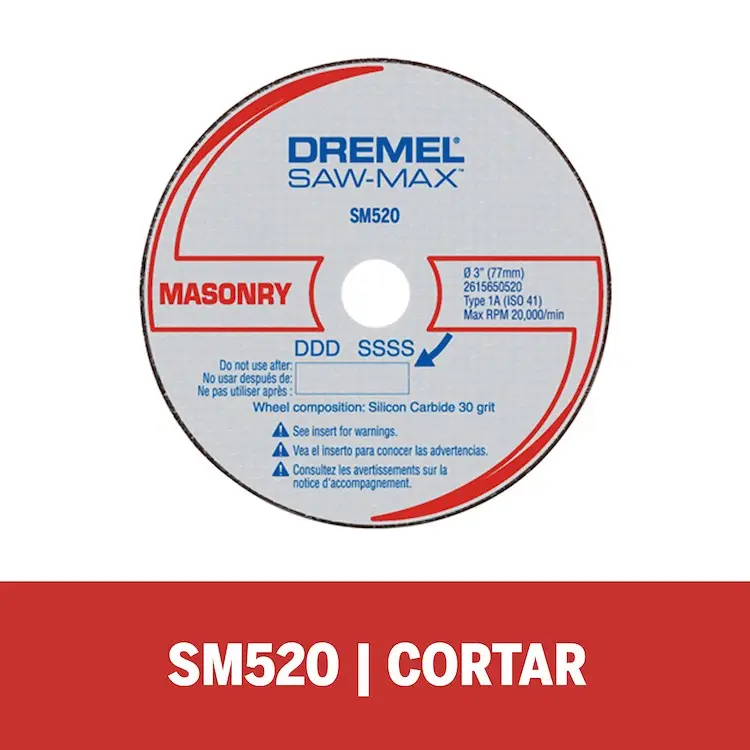 DREMEL®
SAW-MAX™
SM520
MASONRY
Ø 3" (77mm)
2615650520
Type 1A (ISO 41)
Max RPM 20,000/min
DDD SSSS
Do not use after:
No usar después de:
Ne pas utiliser après :
Wheel composition: Silicon Carbide 30 grit
See insert for warnings.
Vea el inserto para conocer las advertencias.
Consultez les avertissements sur la
notice d'accompagnement.
SM520 | CORTAR